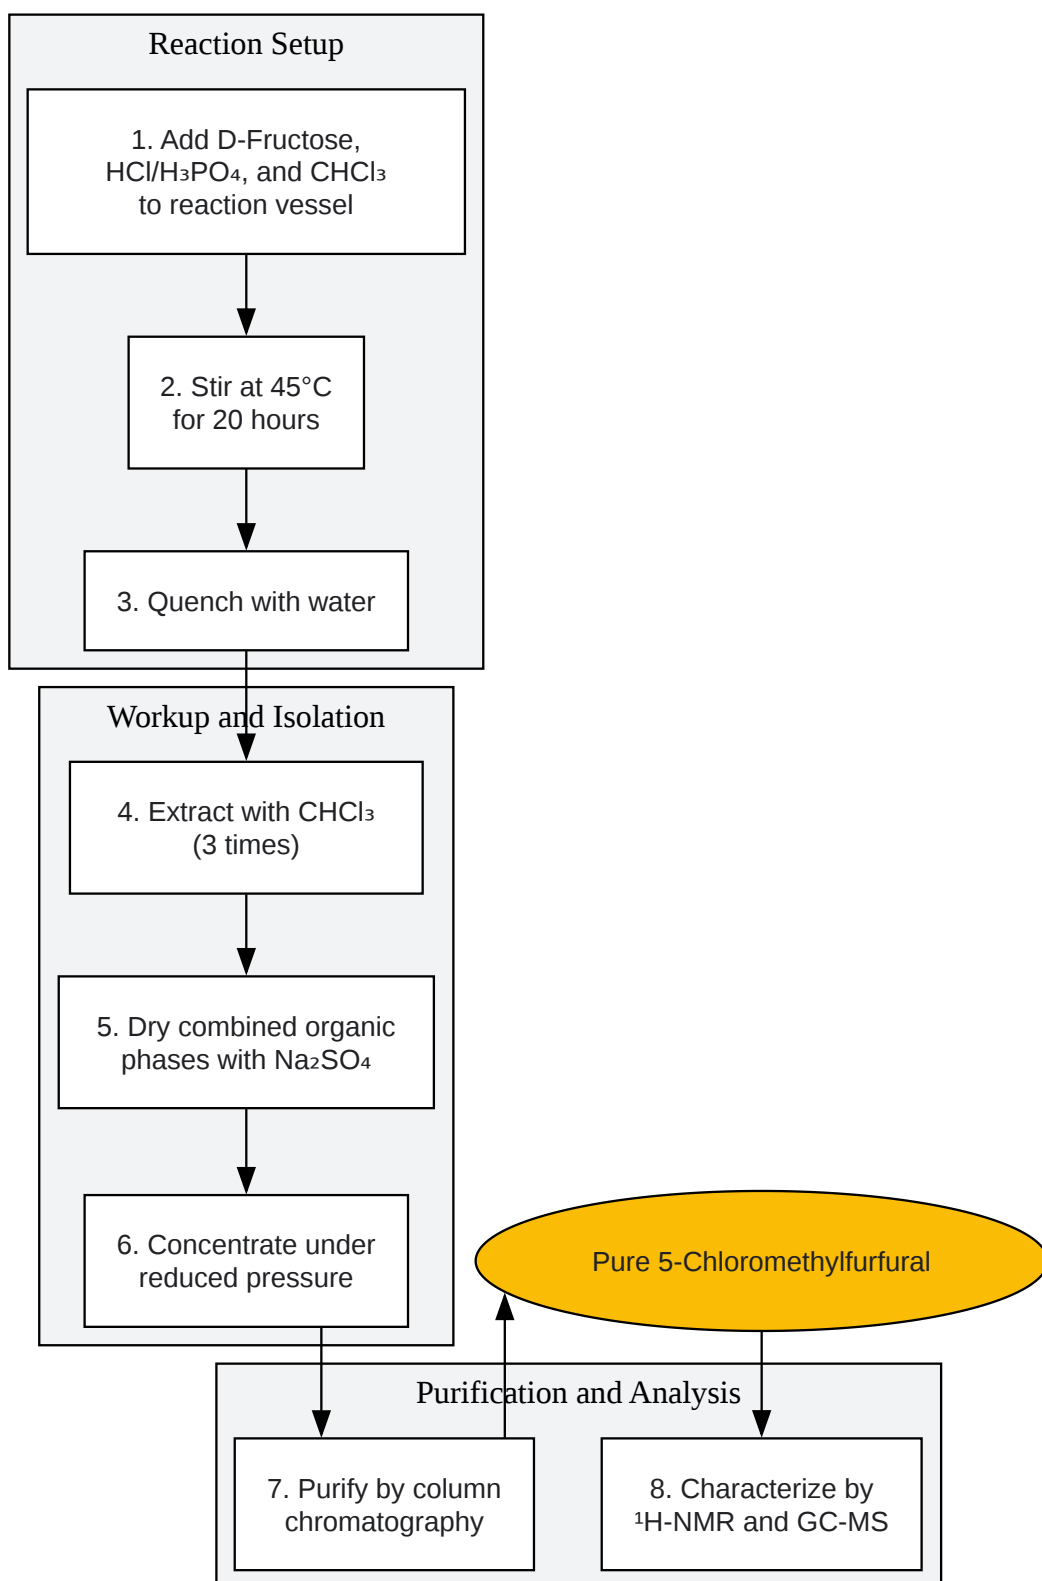 Reaction Setup
1. Add D-Fructose,
HCl/H₃PO₄, and CHCl₃
to reaction vessel
2. Stir at 45°C
for 20 hours
3. Quench with water
Workup and Isolation
4. Extract with CHCl₃
(3 times)
5. Dry combined organic
phases with Na₂SO₄
6. Concentrate under
reduced pressure
Pure 5-Chloromethylfurfural
Purification and Analysis
7. Purify by column
chromatography
8. Characterize by
¹H-NMR and GC-MS